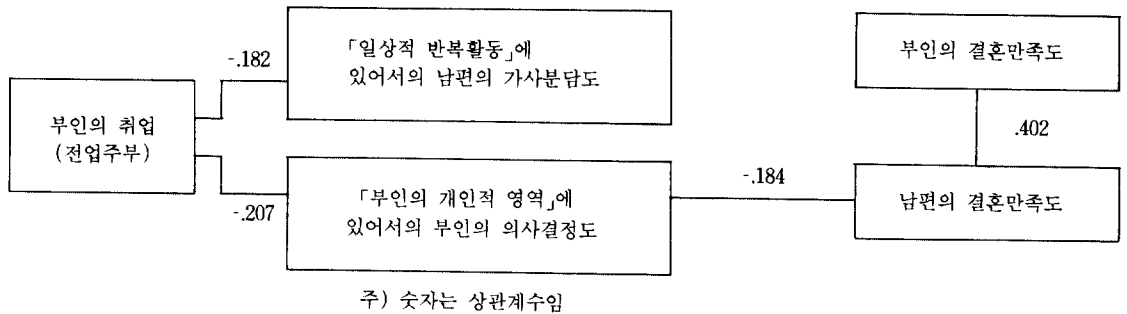 「일상적 반복활동」에
있어서의 남편의 가사분담도
부인의 결혼만족도
-.182
부인의 취업
(전업주부)
.402
-.207
「부인의 개인적 영역」에
있어서의 부인의 의사결정도
-.184
남편의 결혼만족도
주) 숫자는 상관계수임